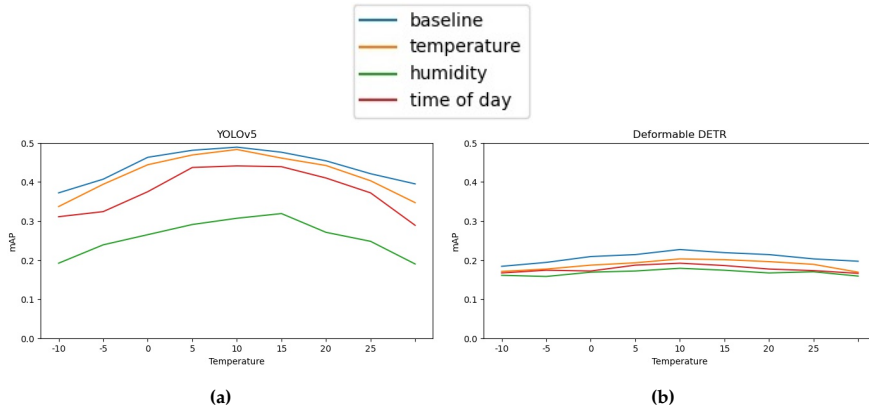 baseline
temperature
humidity
time of day
YOLOv5
0.5
0.4
0.3
0.2
0.1
0.0
mAP
-10 -5 0 5 10 15 20 25
Temperature
(a)
Deformable DETR
0.5
0.4
0.3
0.2
0.1
0.0
mAP
-10 -5 0 5 10 15 20 25
Temperature
(b)